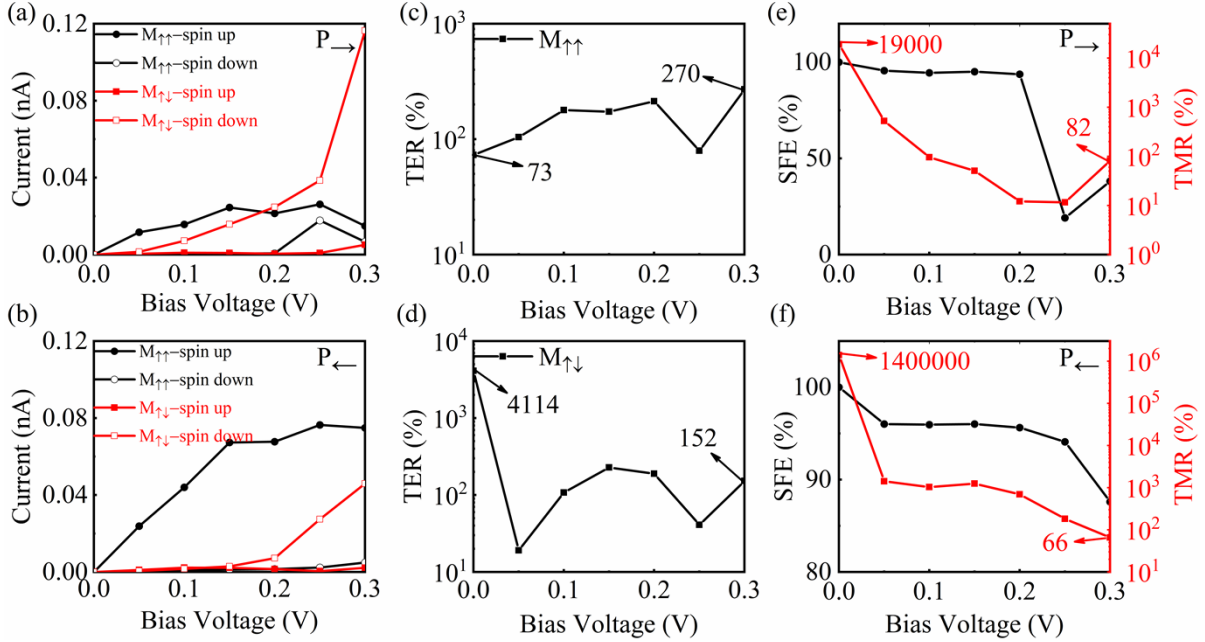 (a)
0.12
0.08
0.04
0.00
Current (nA)
M↑↑−spin up
M↑↑−spin down
M↑↓−spin up
M↑↓−spin down
P→
0.0 0.1 0.2 0.3
Bias Voltage (V)
(c)
10³
10²
10¹
TER (%)
M↑↑
270
73
0.0 0.1 0.2 0.3
Bias Voltage (V)
(e)
100
50
0
SFE (%)
19000
P→
82
10⁴
10³
10²
10¹
10⁰
TMR (%)
0.0 0.1 0.2 0.3
Bias Voltage (V)
(b)
0.12
0.08
0.04
0.00
Current (nA)
M↑↑−spin up
M↑↑−spin down
M↑↓−spin up
M↑↓−spin down
P←
0.0 0.1 0.2 0.3
Bias Voltage (V)
(d)
10⁴
10³
10²
10¹
TER (%)
M↑↓
4114
152
0.0 0.1 0.2 0.3
Bias Voltage (V)
(f)
100
90
80
SFE (%)
1400000
P←
66
10⁶
10⁵
10⁴
10³
10²
10¹
TMR (%)
0.0 0.1 0.2 0.3
Bias Voltage (V)